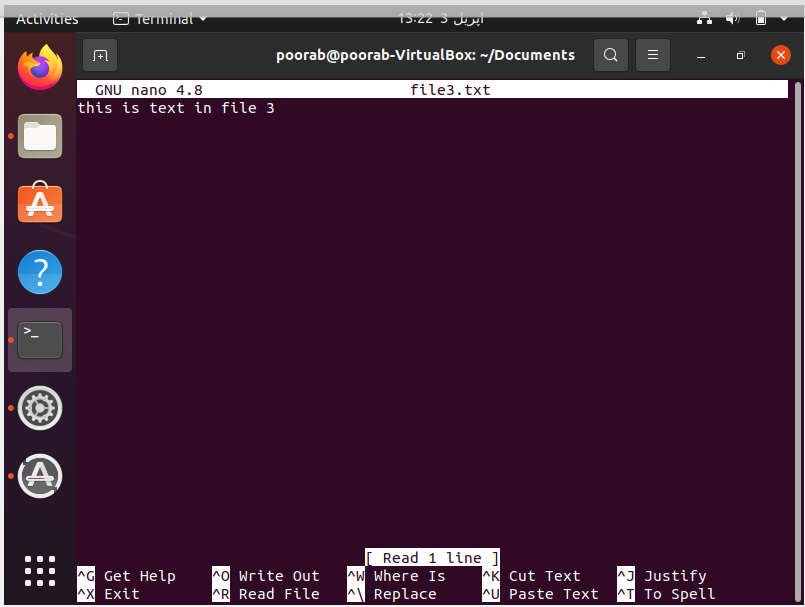 Activities Terminal 13:22 3 اپریل
poorab@poorab-VirtualBox: ~/Documents
GNU nano 4.8 file3.txt
this is text in file 3
[ Read 1 line ]
^G Get Help ^O Write Out ^W Where Is ^K Cut Text ^J Justify
^X Exit ^R Read File ^\ Replace ^U Paste Text ^T To Spell